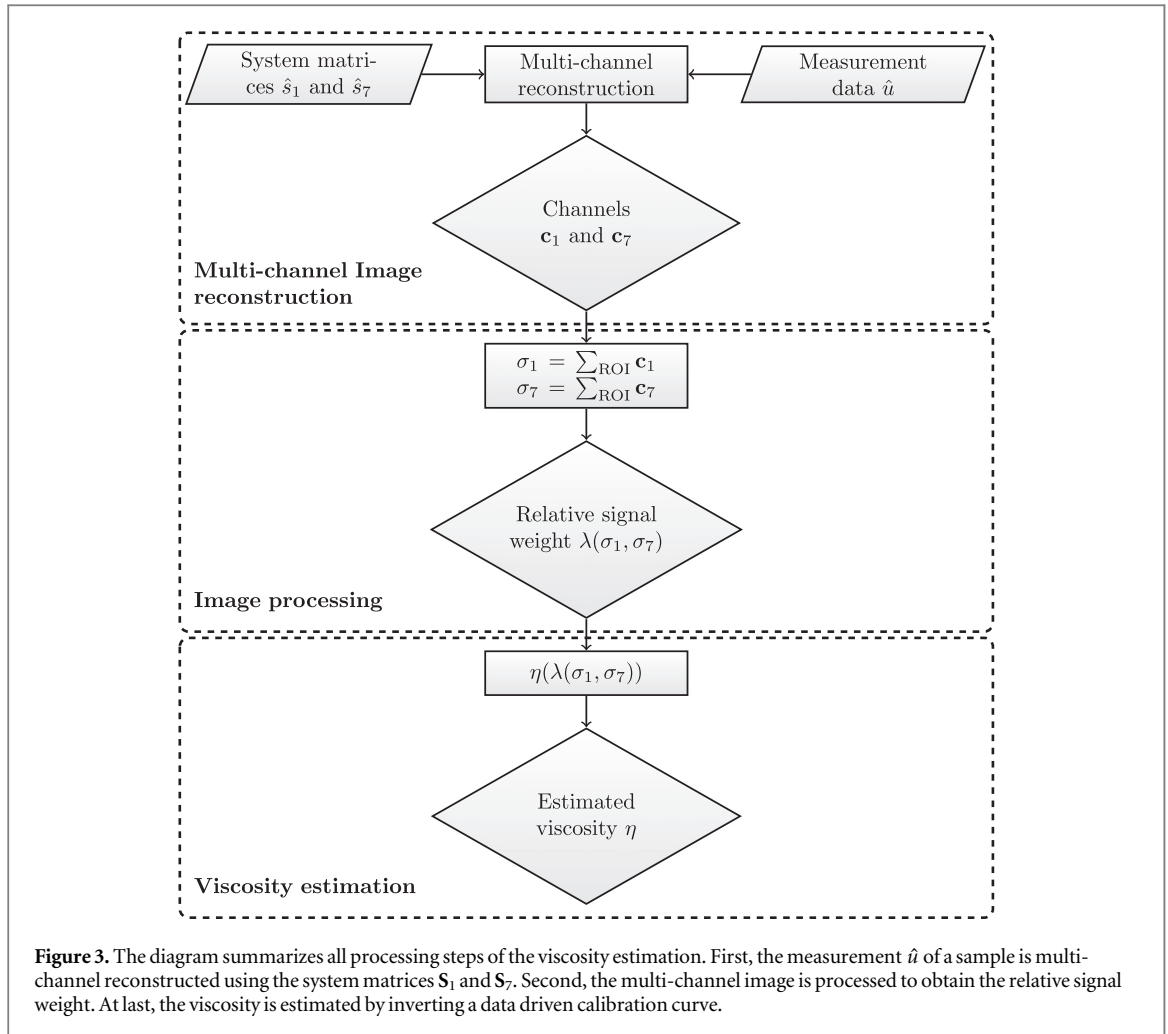 System matri-
ces ŝ₁ and ŝ₇
Multi-channel
reconstruction
Measurement
data û
Channels
c₁ and c₇
Multi-channel Image
reconstruction
σ₁ = ∑ROI c₁
σ₇ = ∑ROI c₇
Relative signal
weight λ(σ₁, σ₇)
Image processing
η(λ(σ₁, σ₇))
Estimated
viscosity η
Viscosity estimation
Figure 3. The diagram summarizes all processing steps of the viscosity estimation. First, the measurement û of a sample is multi-
channel reconstructed using the system matrices S₁ and S₇. Second, the multi-channel image is processed to obtain the relative signal
weight. At last, the viscosity is estimated by inverting a data driven calibration curve.